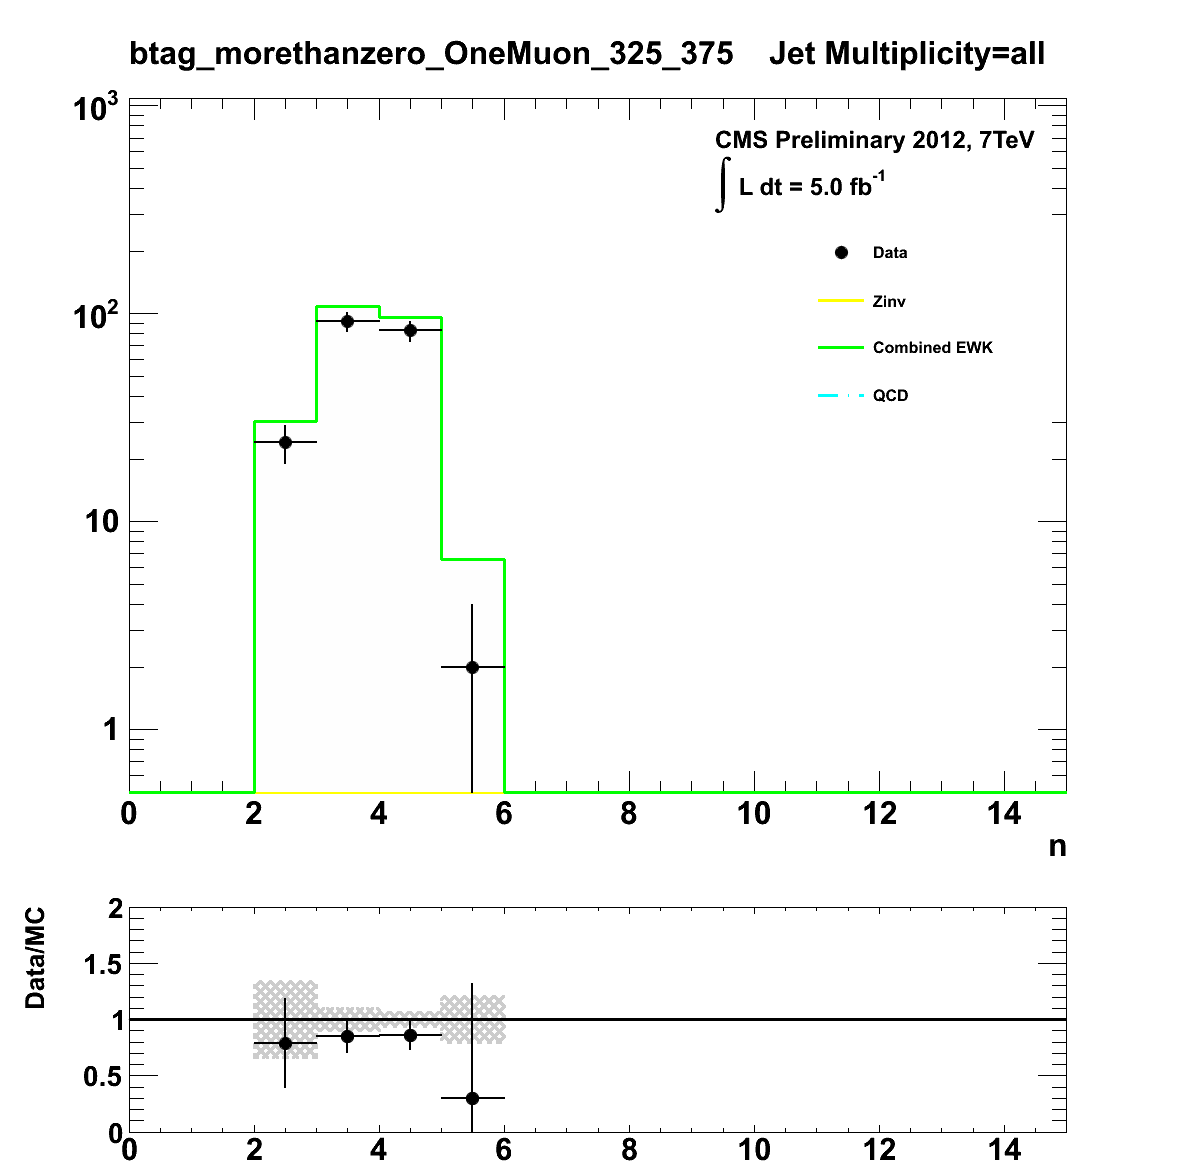 btag_morethanzero_OneMuon_325_375 Jet Multiplicity=all
10³
CMS Preliminary 2012, 7TeV
∫ L dt = 5.0 fb⁻¹
Data
Zinv
10²
Combined EWK
QCD
10
1
0 2 4 6 8 10 12 14
n
Data/MC
2
1.5
1
0.5
0
0 2 4 6 8 10 12 14